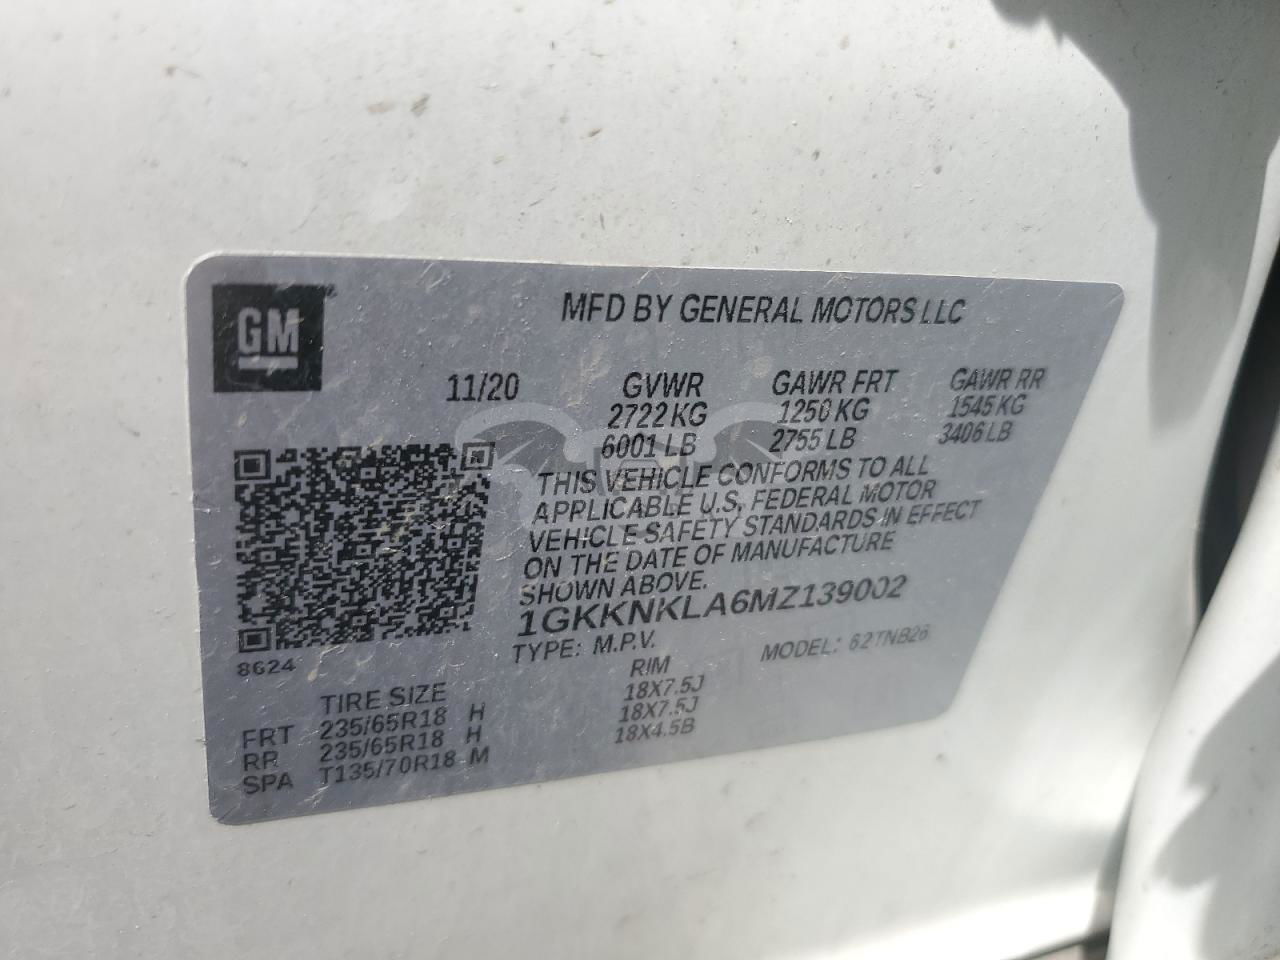 GM
MFD BY GENERAL MOTORS LLC
11/20 GVWR GAWR FRT GAWR RR
2722 KG 1250 KG 1545 KG
6001 LB 2755 LB 3406 LB
THIS VEHICLE CONFORMS TO ALL
APPLICABLE U.S. FEDERAL MOTOR
VEHICLE SAFETY STANDARDS IN EFFECT
ON THE DATE OF MANUFACTURE
SHOWN ABOVE.
1GKKNKLA6MZ139002
TYPE: M.P.V. MODEL: 62TNB26
8624
TIRE SIZE RIM
FRT 235/65R18 H 18X7.5J
RR 235/65R18 H 18X7.5J
SPA T135/70R18 M 18X4.5B